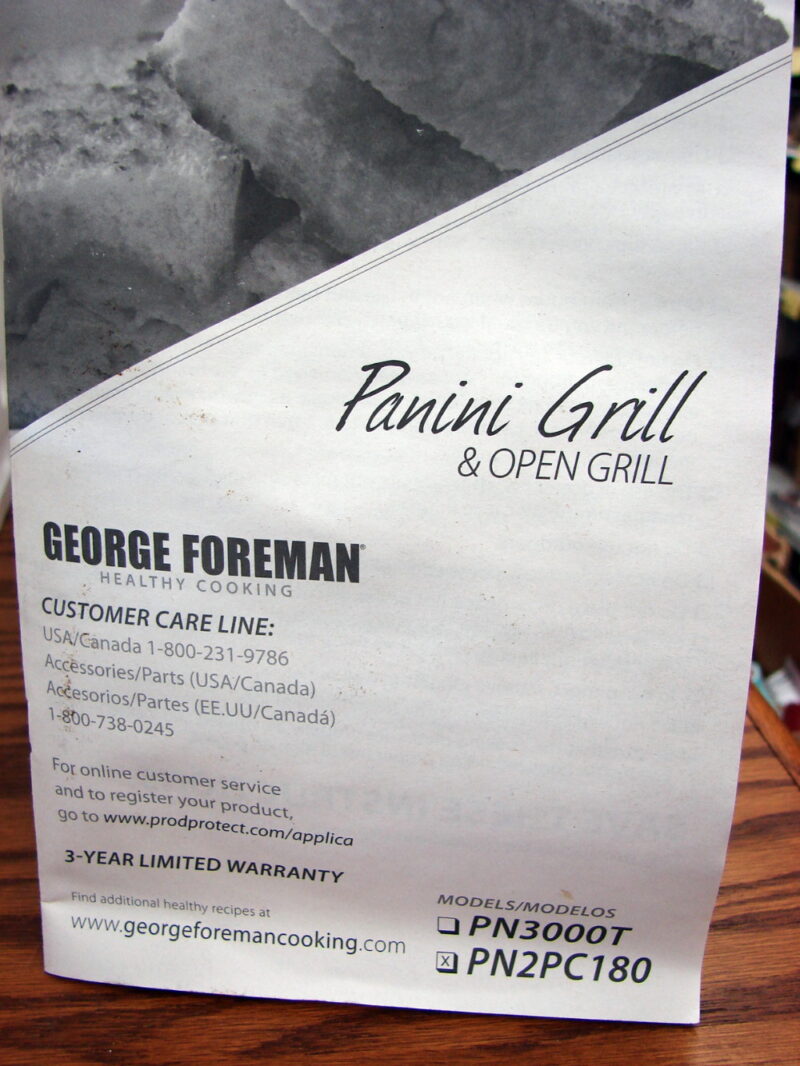 Panini Grill
& OPEN GRILL
GEORGE FOREMAN®
HEALTHY COOKING
CUSTOMER CARE LINE:
USA/Canada 1-800-231-9786
Accessories/Parts (USA/Canada)
Accesorios/Partes (EE.UU/Canadá)
1-800-738-0245
For online customer service
and to register your product,
go to www.prodprotect.com/applica
3-YEAR LIMITED WARRANTY
Find additional healthy recipes at
www.georgeforemancooking.com
MODELS/MODELOS
PN3000T
X PN2PC180